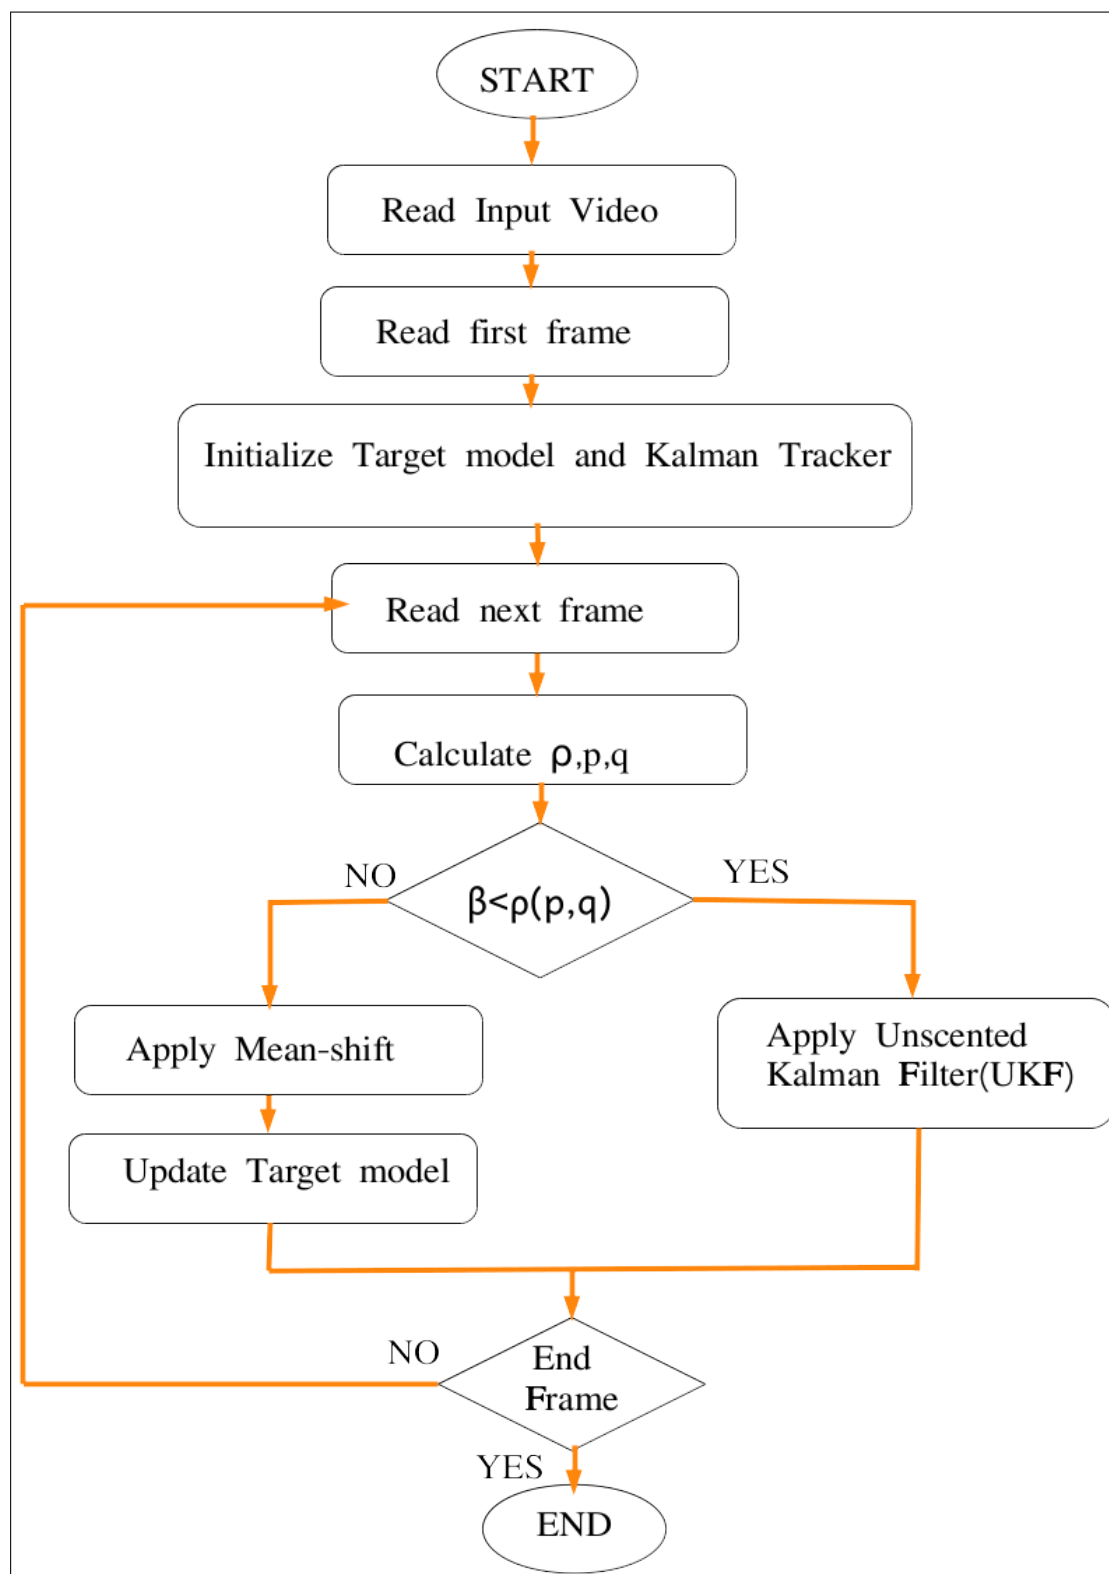 START
Read Input Video
Read first frame
Initialize Target model and Kalman Tracker
Read next frame
Calculate ρ,p,q
NO
YES
β<ρ(p,q)
Apply Mean-shift
Apply Unscented
Kalman Filter(UKF)
Update Target model
NO
End
Frame
YES
END